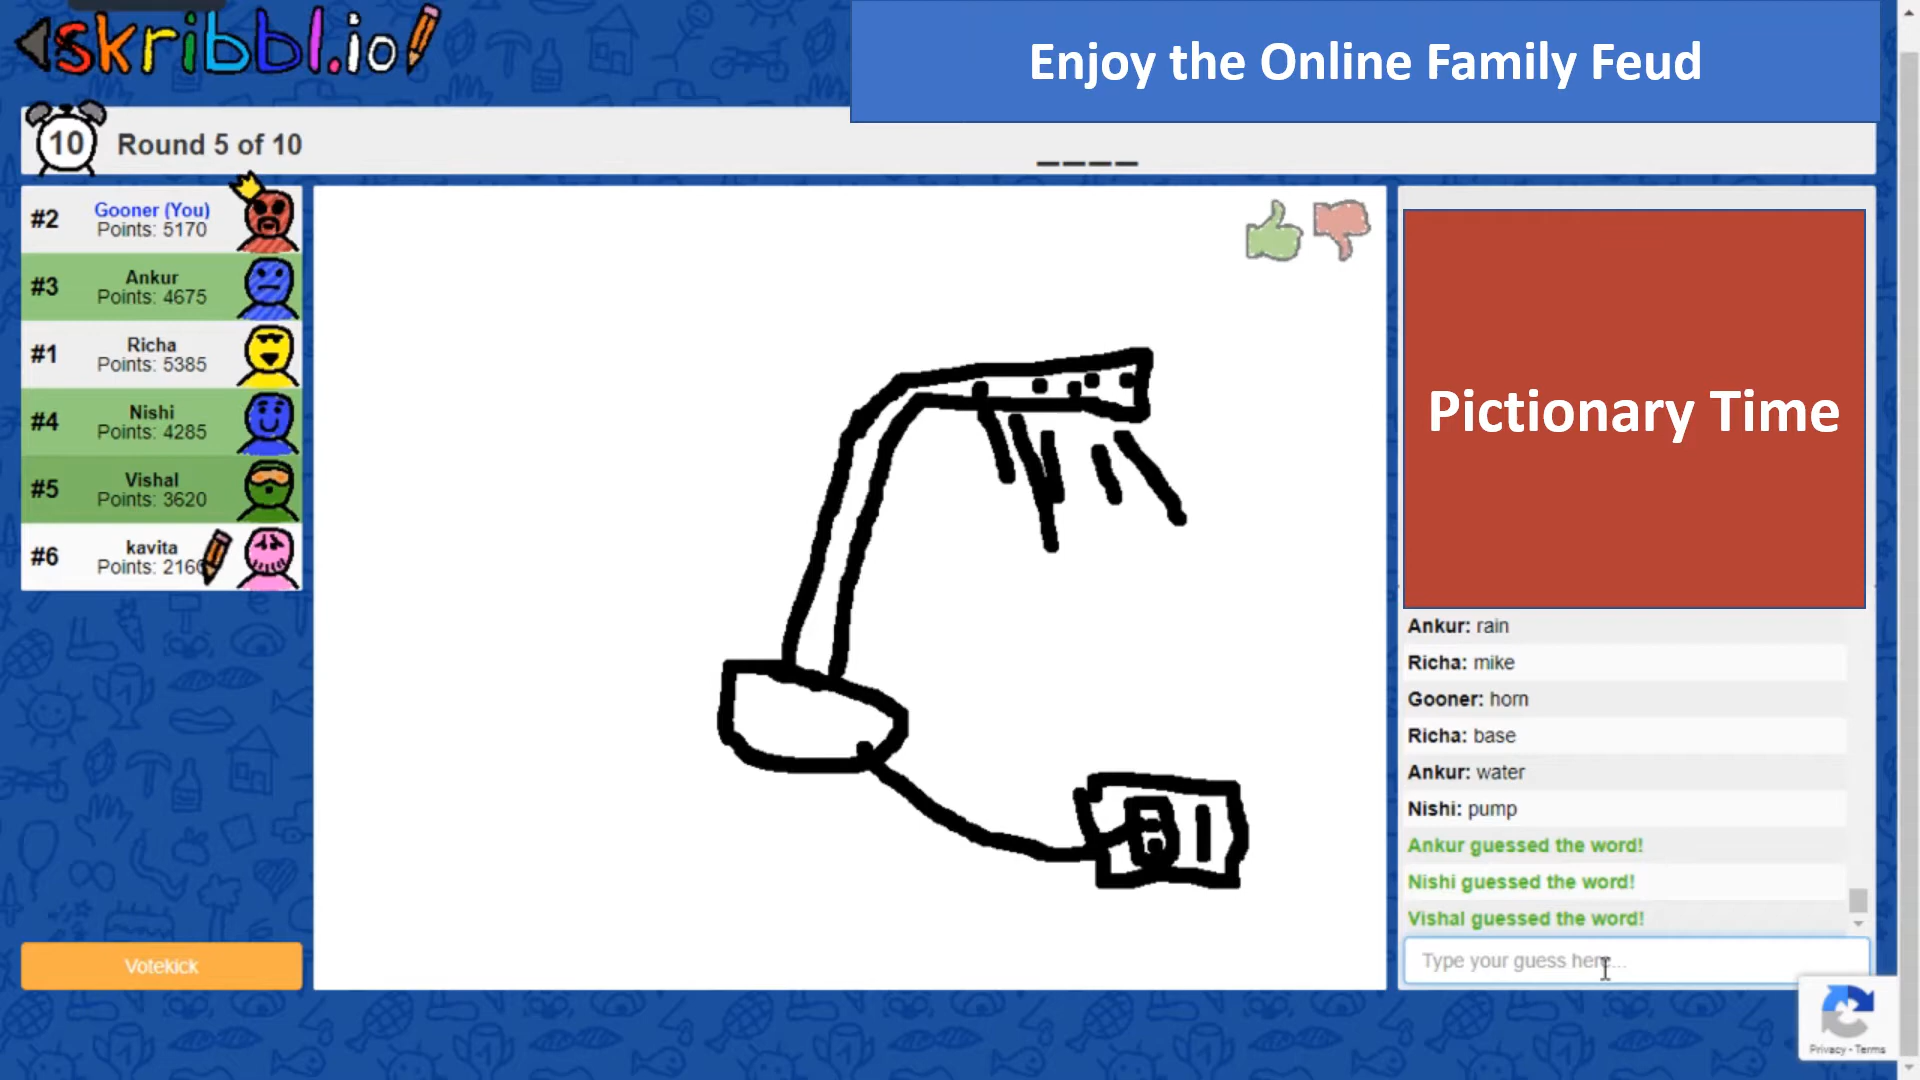 skribbl.io
Enjoy the Online Family Feud
10
Round 5 of 10
____
#2
Gooner (You)
Points: 5170
#3
Ankur
Points: 4675
#1
Richa
Points: 5385
#4
Nishi
Points: 4285
#5
Vishal
Points: 3620
#6
kavita
Points: 2166
Votekick
Pictionary Time
Ankur: rain
Richa: mike
Gooner: horn
Richa: base
Ankur: water
Nishi: pump
Ankur guessed the word!
Nishi guessed the word!
Vishal guessed the word!
Type your guess here...
Privacy - Terms